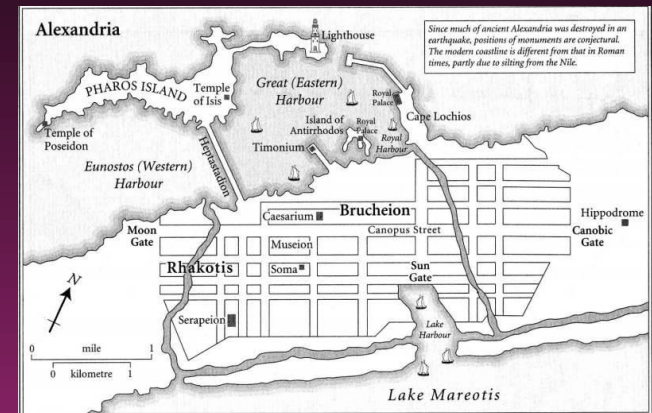 Alexandria
Lighthouse
Since much of ancient Alexandria was destroyed in an
earthquake, positions of monuments are conjectural.
The modern coastline is different from that in Roman
times, partly due to silting from the Nile.
PHAROS ISLAND
Temple
of Isis
Great (Eastern)
Harbour
Royal
Palace
Cape Lochios
Temple of
Poseidon
Island of
Antirrhodos
Royal
Palace
Royal
Harbour
Timonium
Heptastadion
Eunostos (Western)
Harbour
Caesarium
Brucheion
Hippodrome
Moon
Gate
Canopus Street
Canobic
Gate
Museion
Rhakotis
Soma
Sun
Gate
N
Serapeion
Lake
Harbour
0 mile 1
0 kilometre 1
Lake Mareotis